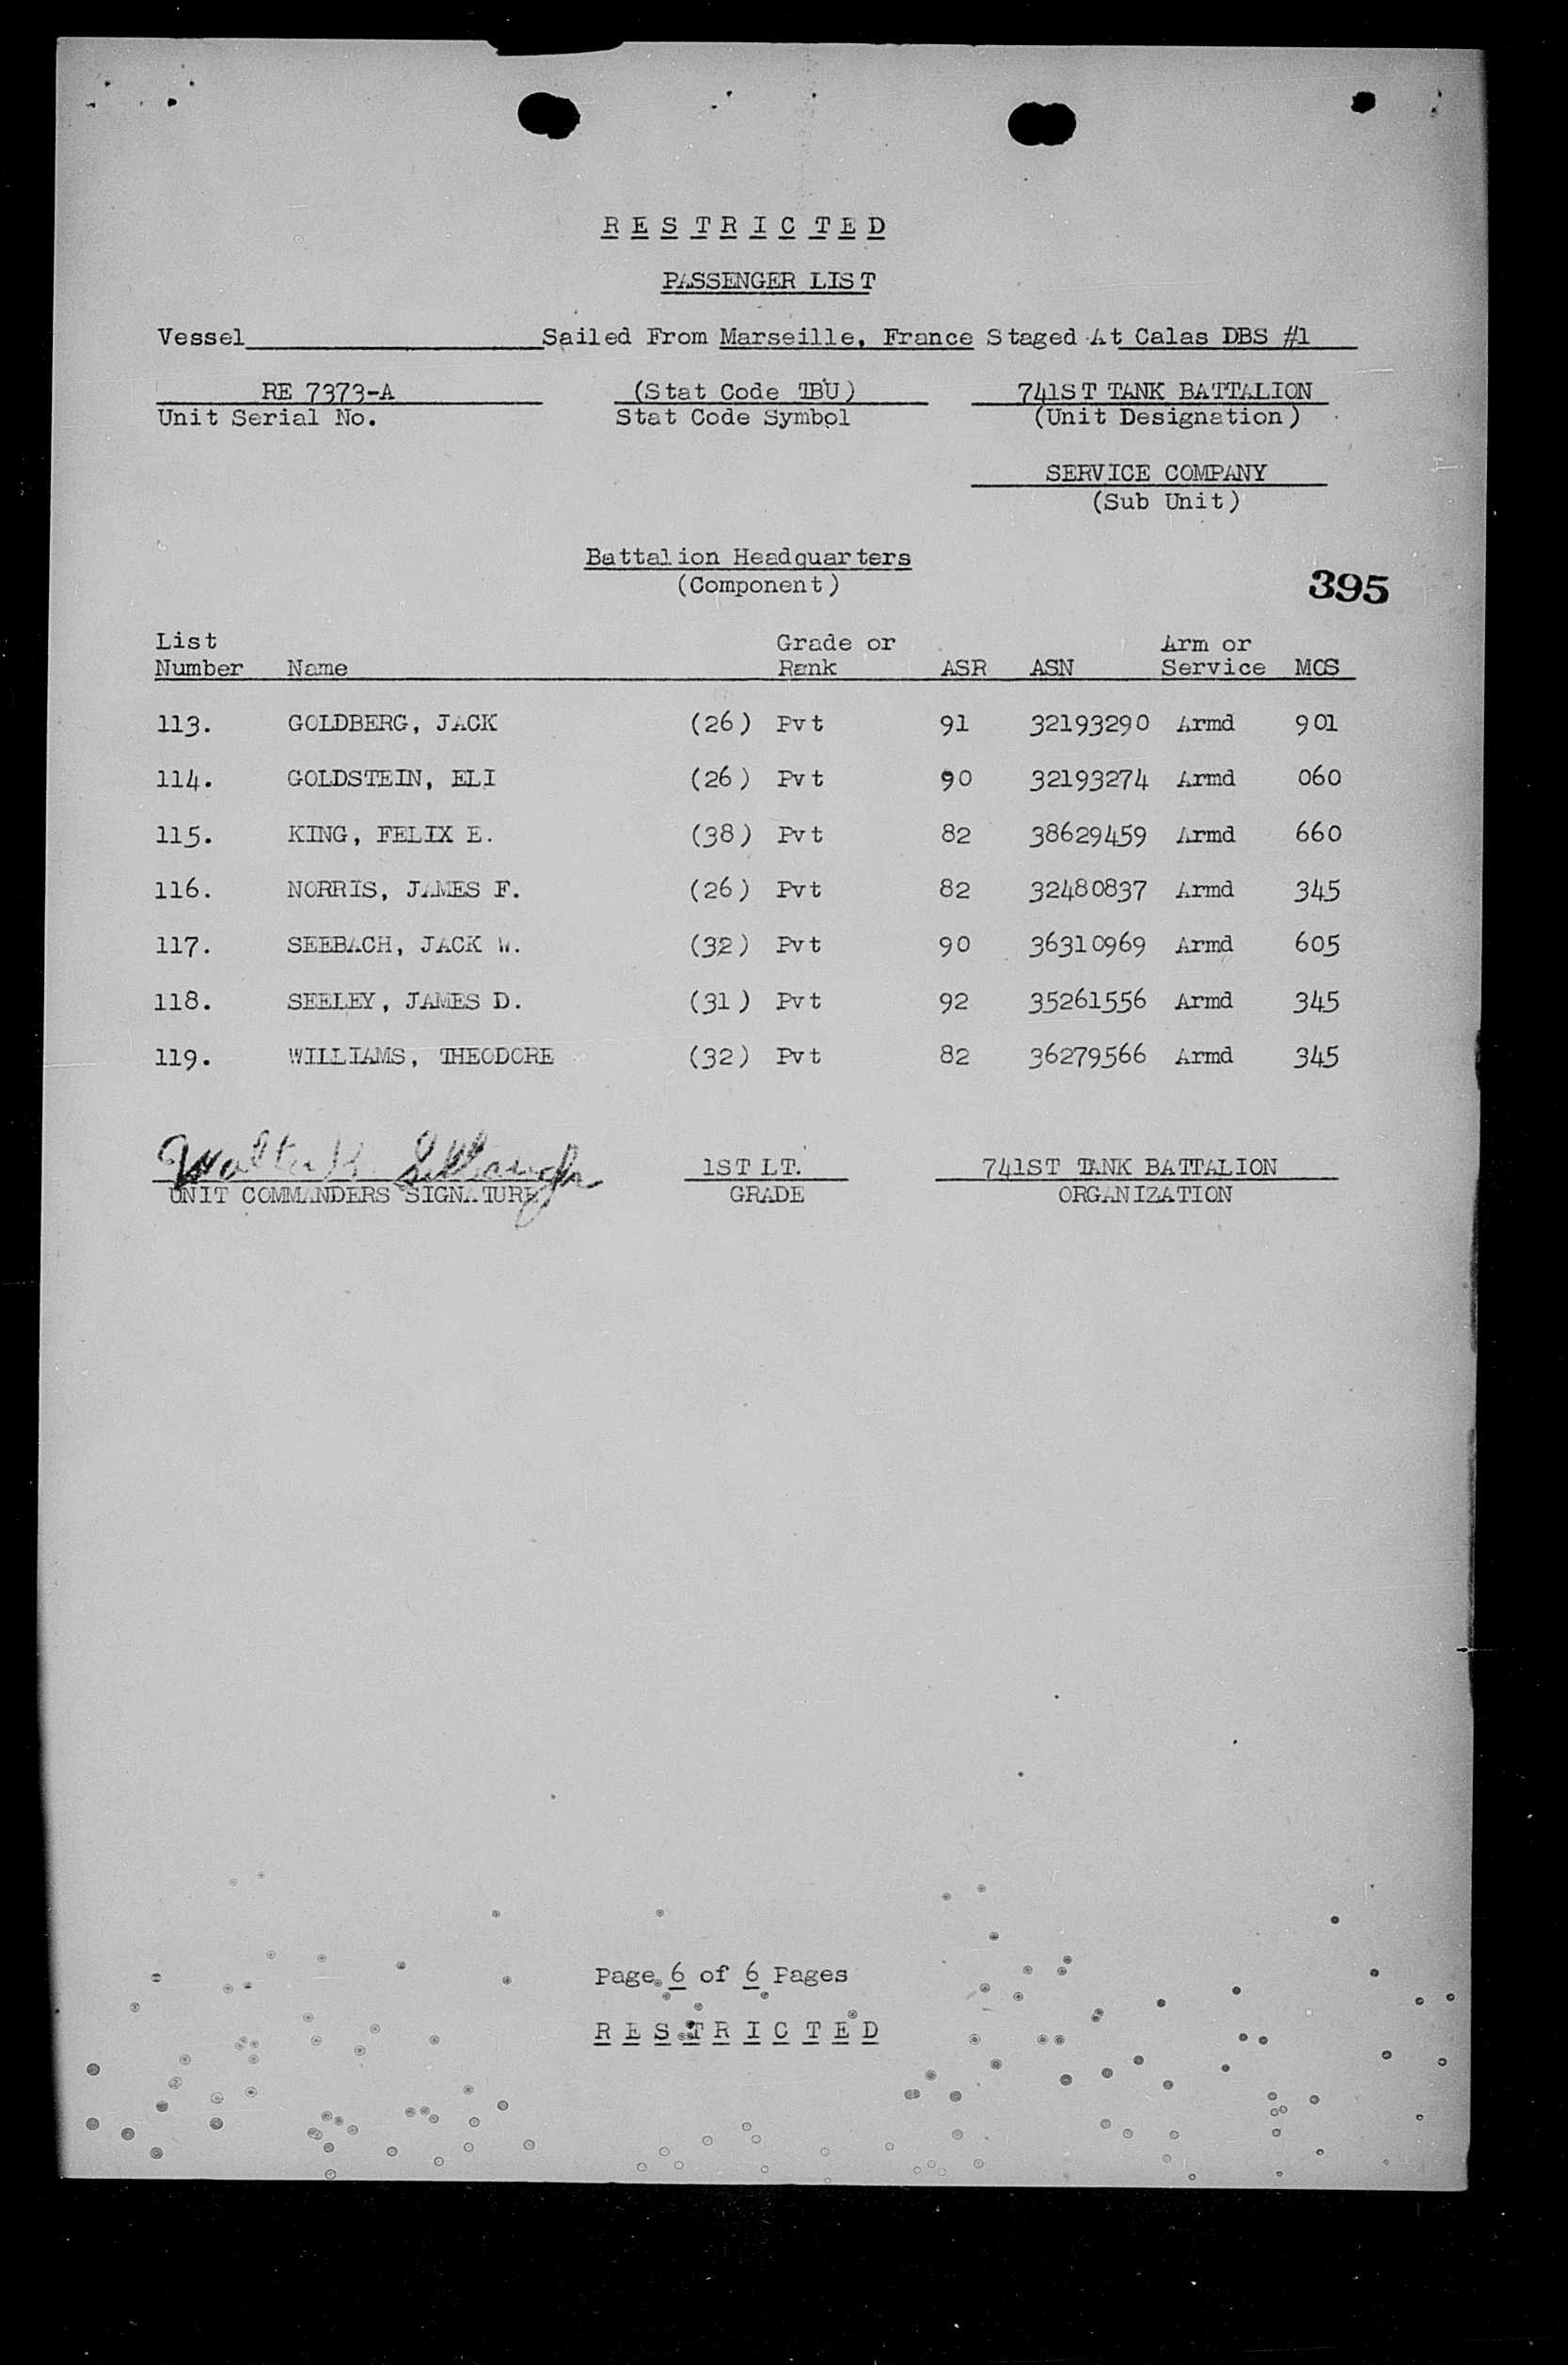 R E S T R I C T E D
PASSENGER LIST
Vessel Sailed From Marseille, France Staged At Calas DBS #1
RE 7373-A (Stat Code TBU) 741ST TANK BATTALION
Unit Serial No. Stat Code Symbol (Unit Designation)
SERVICE COMPANY
(Sub Unit)
Battalion Headquarters
(Component)
395
List Grade or Arm or
Number Name Rank ASR ASN Service MOS
113. GOLDBERG, JACK (26) Pvt 91 32193290 Armd 901
114. GOLDSTEIN, ELI (26) Pvt 90 32193274 Armd 060
115. KING, FELIX E. (38) Pvt 82 38629459 Armd 660
116. NORRIS, JAMES F. (26) Pvt 82 32480837 Armd 345
117. SEEBACH, JACK W. (32) Pvt 90 36310969 Armd 605
118. SEELEY, JAMES D. (31) Pvt 92 35261556 Armd 345
119. WILLIAMS, THEODORE (32) Pvt 82 36279566 Armd 345
Walter K. 1ST LT. 741ST TANK BATTALION
UNIT COMMANDERS SIGNATURE GRADE ORGANIZATION
Page 6 of 6 Pages
R E S T R I C T E D